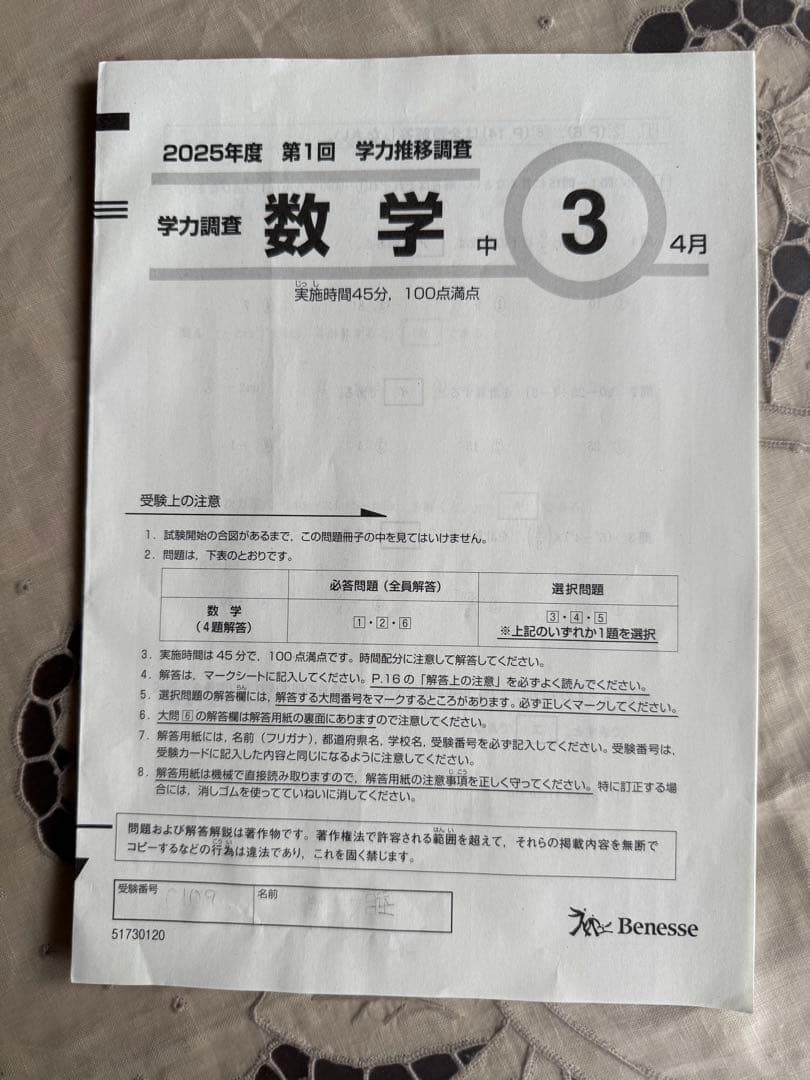 2025年度 第1回 学力推移調査
学力調査 数学 中 3 4月
実施時間45分，100点満点
受験上の注意
1．試験開始の合図があるまで，この問題冊子の中を見てはいけません。
2．問題は，下表のとおりです。
必答問題（全員解答） 選択問題
数 学 1・2・6 3・4・5
（4題解答） ※上記のいずれか1題を選択
3．実施時間は45分で，100点満点です。時間配分に注意して解答してください。
4．解答は，マークシートに記入してください。P.16の「解答上の注意」を必ずよく読んでください。
5．選択問題の解答欄には，解答する大問番号をマークするところがあります。必ず正しくマークしてください。
6．大問6の解答欄は解答用紙の裏面にありますので注意してください。
7．解答用紙には，名前（フリガナ），都道府県名，学校名，受験番号を必ず記入してください。受験番号は，
受験カードに記入した内容と同じになるように注意してください。
8．解答用紙は機械で直接読み取りますので，解答用紙の注意事項を正しく守ってください。特に訂正する場
合には，消しゴムを使ってていねいに消してください。
問題および解答解説は著作物です。著作権法で許容される範囲を超えて，それらの掲載内容を無断で
コピーするなどの行為は違法であり，これを固く禁じます。
受験番号 名前
51730120
Benesse